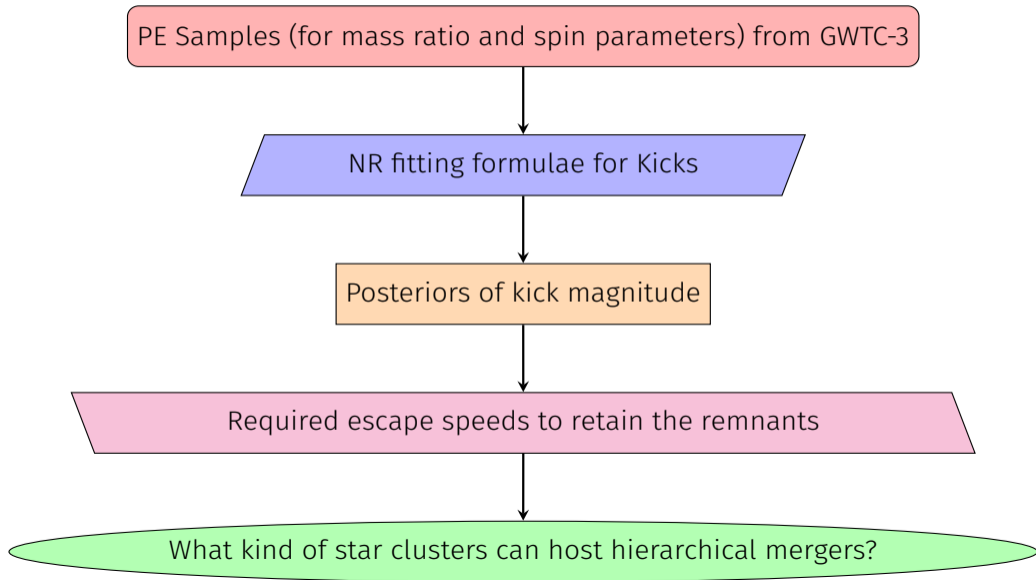 PE Samples (for mass ratio and spin parameters) from GWTC-3
NR fitting formulae for Kicks
Posteriors of kick magnitude
Required escape speeds to retain the remnants
What kind of star clusters can host hierarchical mergers?